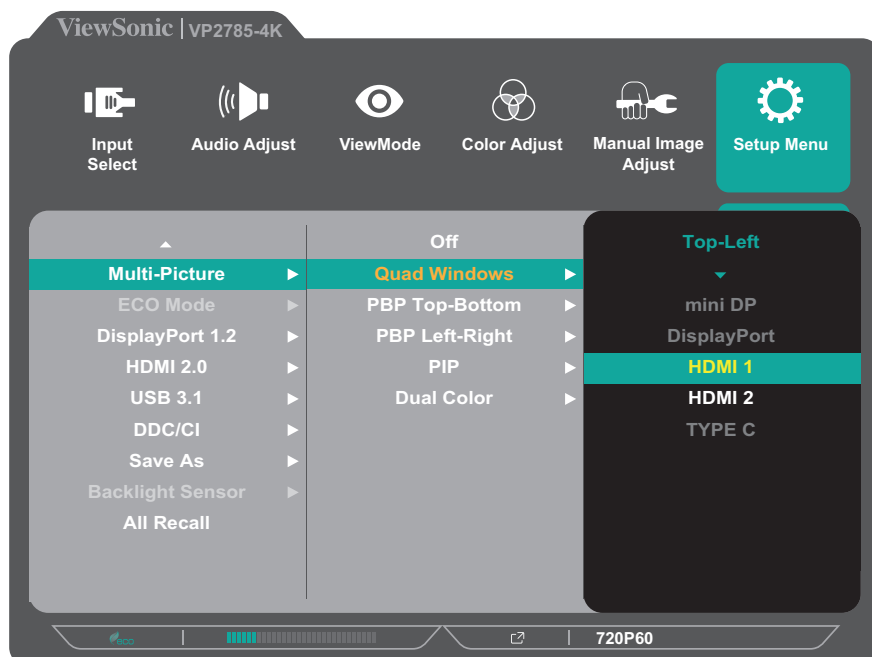 ViewSonic | VP2785-4K
Input Select
Audio Adjust
ViewMode
Color Adjust
Manual Image Adjust
Setup Menu
Multi-Picture
ECO Mode
DisplayPort 1.2
HDMI 2.0
USB 3.1
DDC/CI
Save As
Backlight Sensor
All Recall
Off
Quad Windows
PBP Top-Bottom
PBP Left-Right
PIP
Dual Color
Top-Left
mini DP
DisplayPort
HDMI 1
HDMI 2
TYPE C
eco
720P60